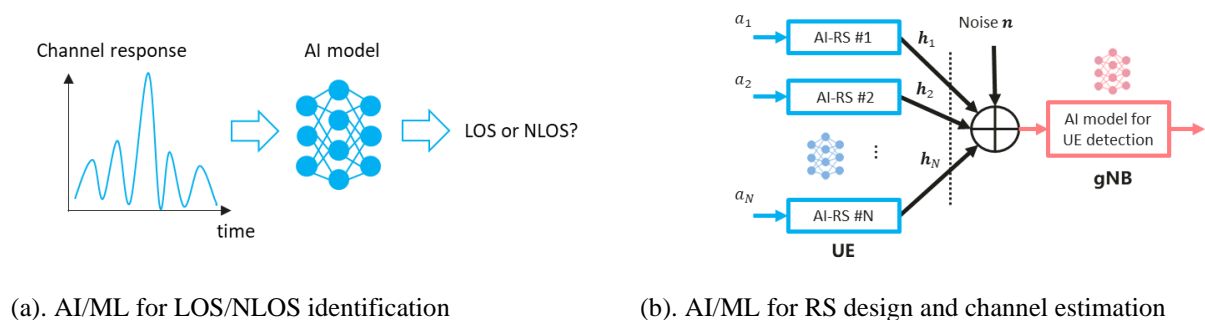 Channel response
AI model
LOS or NLOS?
time
(a). AI/ML for LOS/NLOS identification
a₁
AI-RS #1
h₁
Noise n
a₂
AI-RS #2
h₂
⋮
hN
AI model for
UE detection
gNB
aN
AI-RS #N
UE
(b). AI/ML for RS design and channel estimation